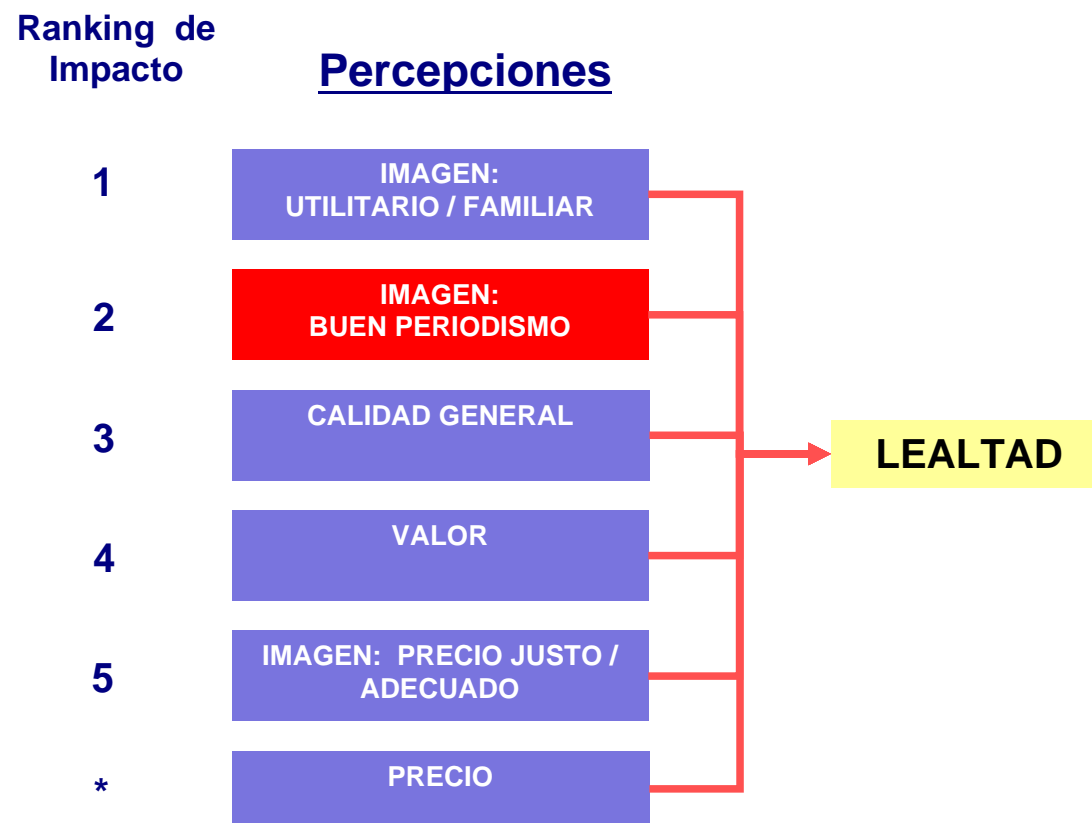 Ranking de
Impacto
Percepciones
1
IMAGEN:
UTILITARIO / FAMILIAR
2
IMAGEN:
BUEN PERIODISMO
3
CALIDAD GENERAL
LEALTAD
4
VALOR
5
IMAGEN: PRECIO JUSTO /
ADECUADO
*
PRECIO